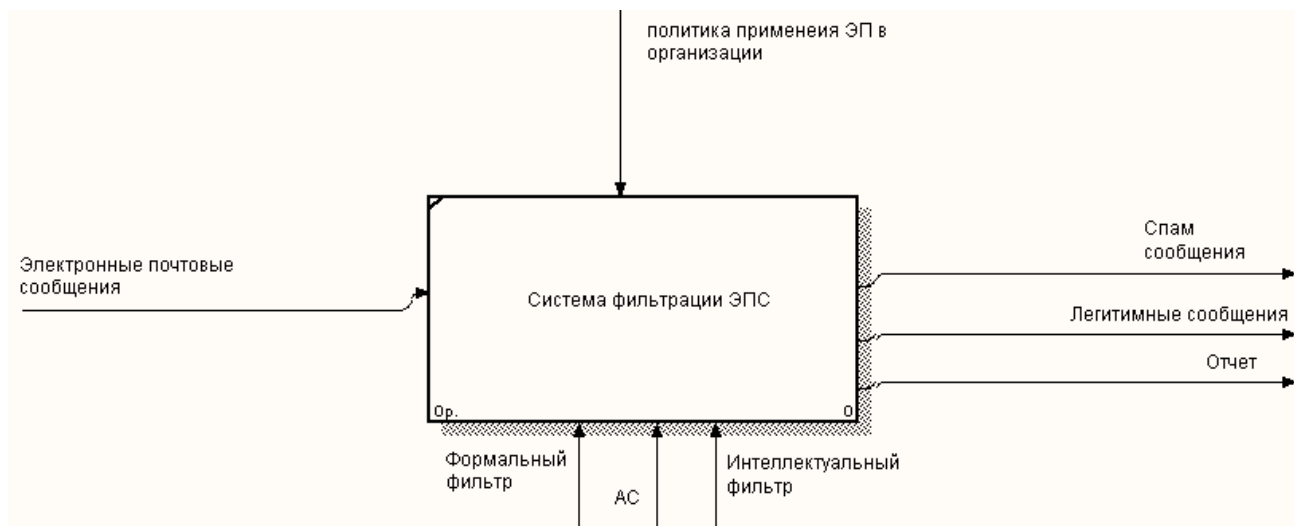 политика применеия ЭП в
организации
Электронные почтовые
сообщения
Система фильтрации ЭПС
Спам
сообщения
Легитимные сообщения
Отчет
0р.
0
Формальный
фильтр
АС
Интеллектуальный
фильтр